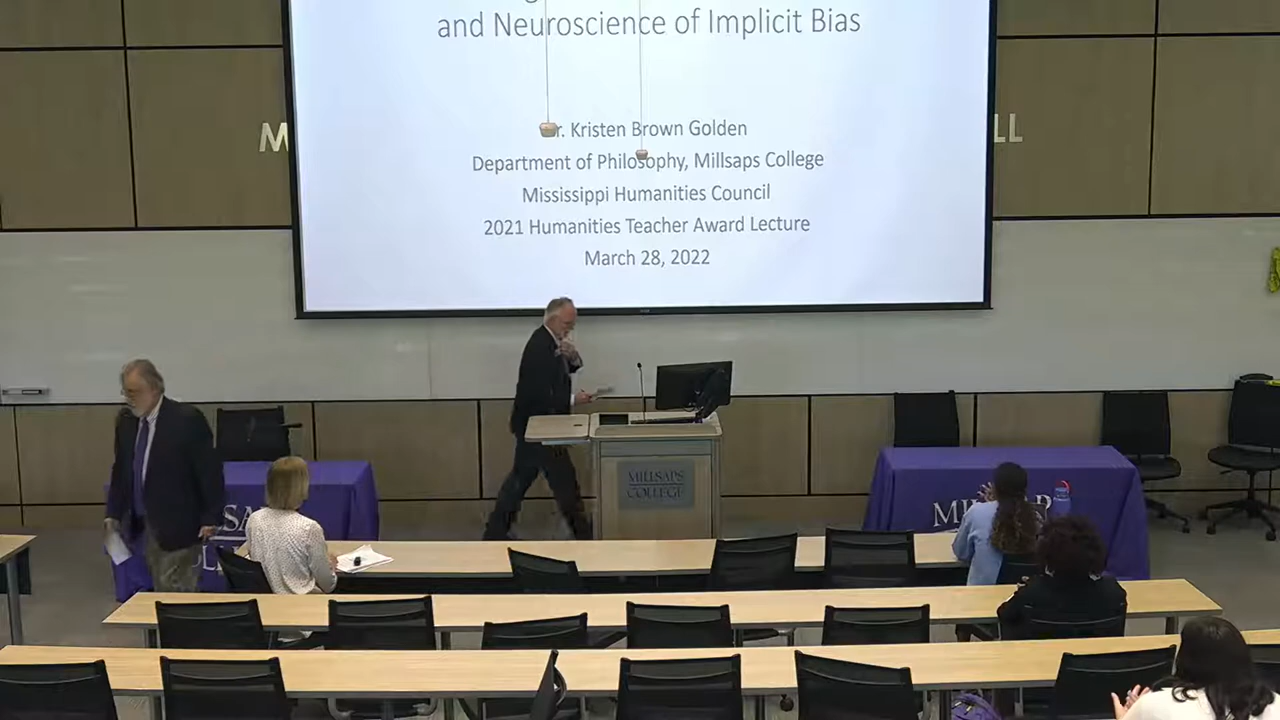 and Neuroscience of Implicit Bias
r. Kristen Brown Golden
Department of Philosophy, Millsaps College
Mississippi Humanities Council
2021 Humanities Teacher Award Lecture
March 28, 2022
M
LL
MILLSAPS
COLLEGE